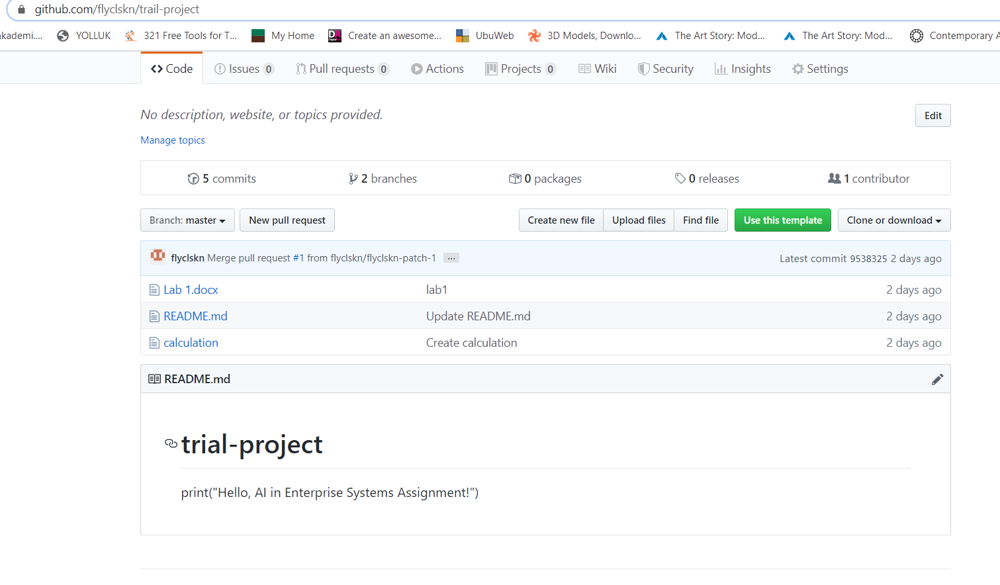 github.com/flyclskn/trail-project
kademi.... YOLLUK 321 Free Tools for T... My Home Create an awesome... UbuWeb 3D Models, Downlo... The Art Story: Mod... The Art Story: Mod... Contemporary A
Code Issues 0 Pull requests 0 Actions Projects 0 Wiki Security Insights Settings
No description, website, or topics provided. Edit
Manage topics
5 commits 2 branches 0 packages 0 releases 1 contributor
Branch: master New pull request Create new file Upload files Find file Use this template Clone or download
flyclskn Merge pull request #1 from flyclskn/flyclskn-patch-1 ... Latest commit 9538325 2 days ago
Lab 1.docx lab1 2 days ago
README.md Update README.md 2 days ago
calculation Create calculation 2 days ago
README.md
trial-project
print("Hello, AI in Enterprise Systems Assignment!")